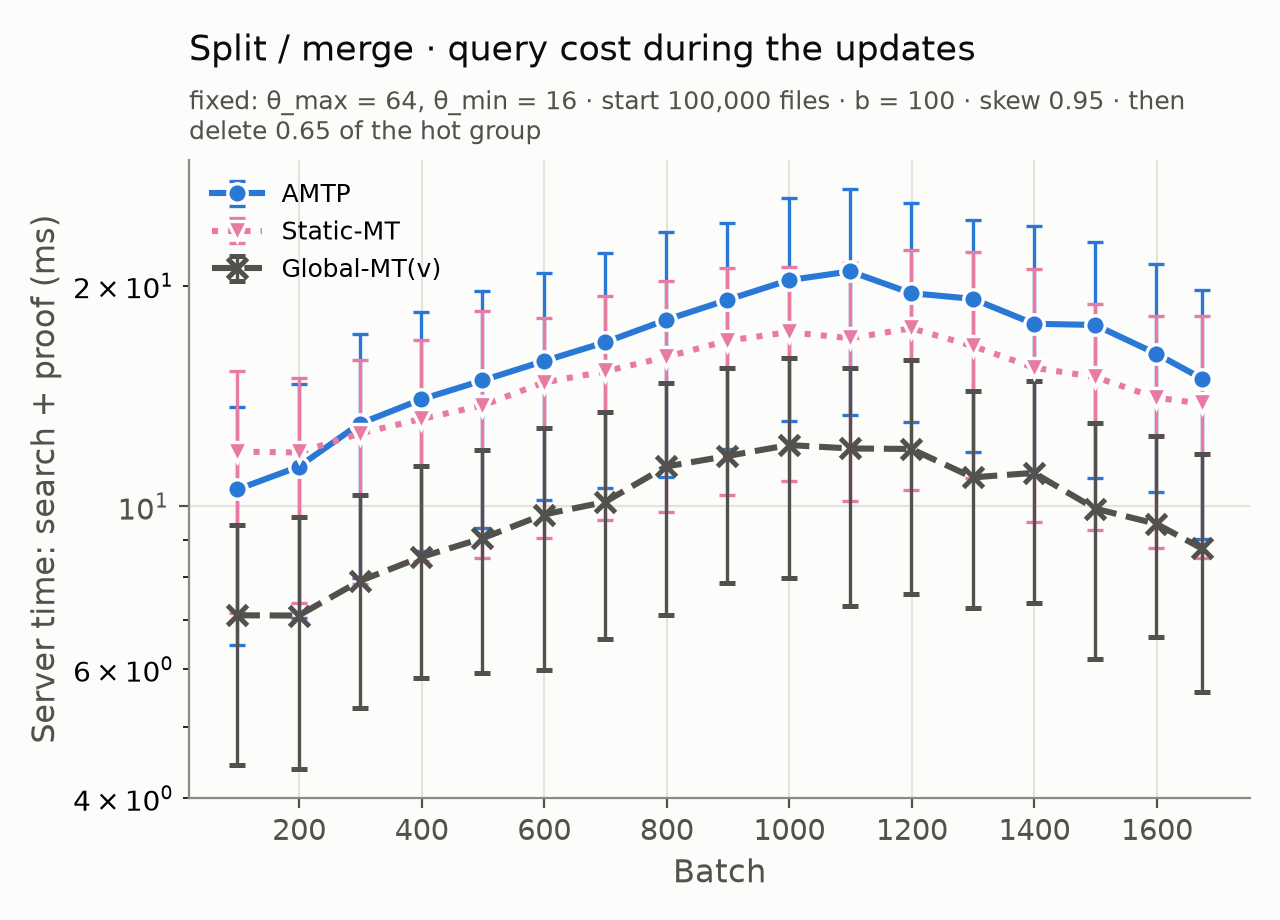 Split / merge · query cost during the updates
fixed: θ_max = 64, θ_min = 16 · start 100,000 files · b = 100 · skew 0.95 · then
delete 0.65 of the hot group
AMTP
Static-MT
Global-MT(v)
Server time: search + proof (ms)
2 × 10¹
10¹
6 × 10⁰
4 × 10⁰
200 400 600 800 1000 1200 1400 1600
Batch